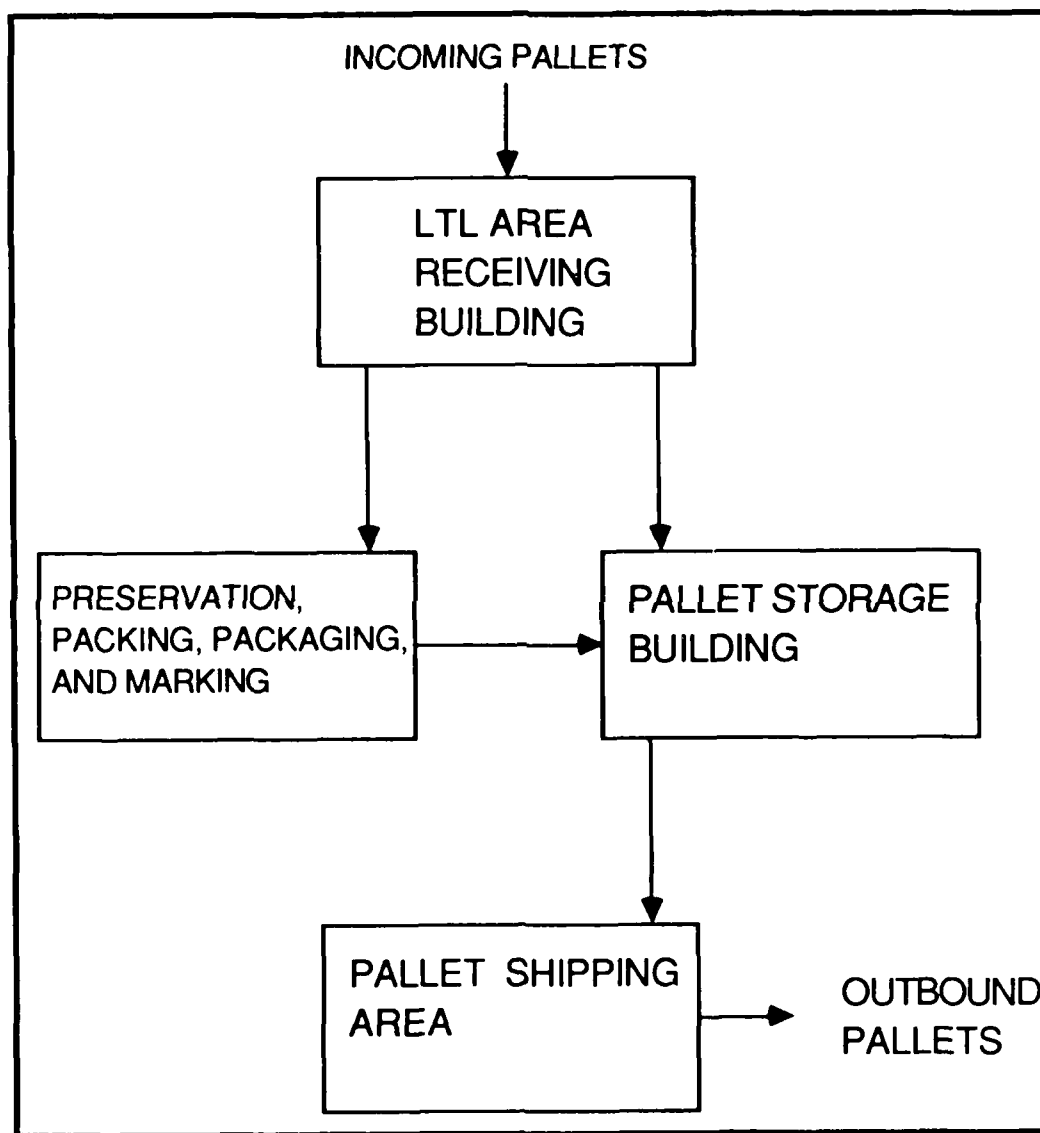 INCOMING PALLETS
LTL AREA
RECEIVING
BUILDING
PRESERVATION,
PACKING, PACKAGING,
AND MARKING
PALLET STORAGE
BUILDING
PALLET SHIPPING
AREA
OUTBOUND
PALLETS